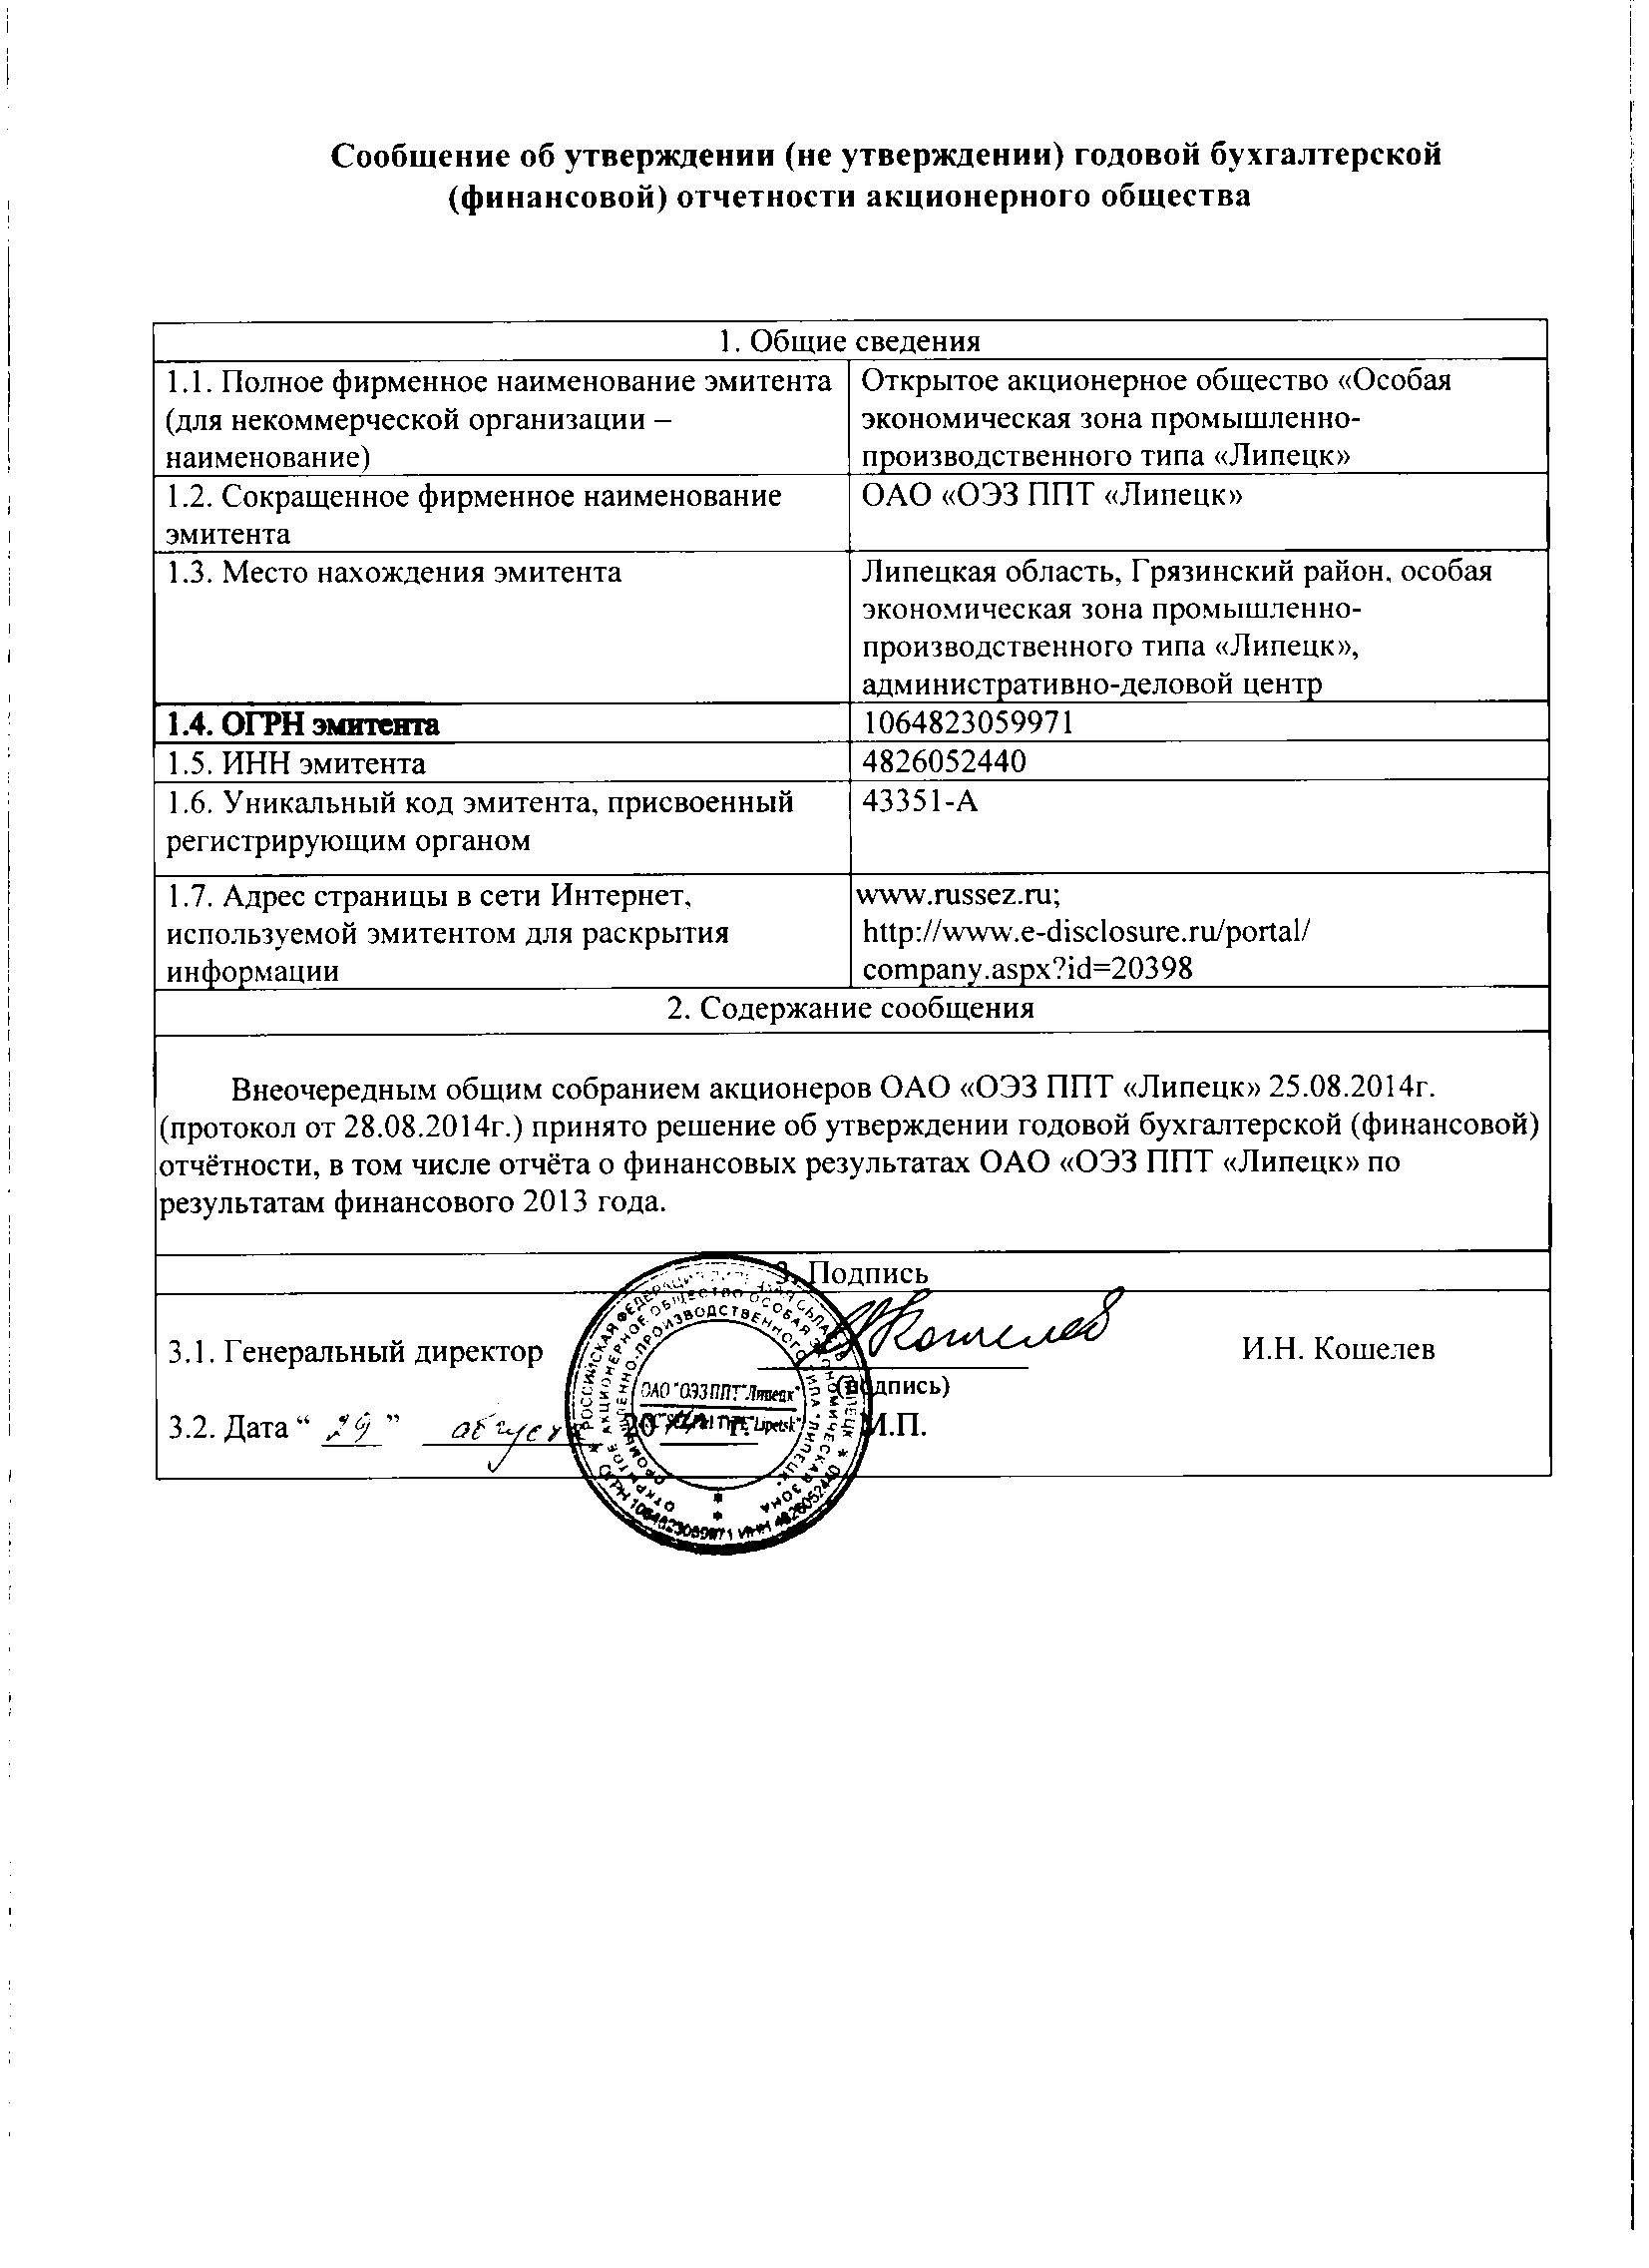 Сообщение об утверждении (не утверждении) годовой бухгалтерской
(финансовой) отчетности акционерного общества
1. Общие сведения
1.1. Полное фирменное наименование эмитента
(для некоммерческой организации –
наименование)
Открытое акционерное общество «Особая
экономическая зона промышленно-
производственного типа «Липецк»
1.2. Сокращенное фирменное наименование
эмитента
ОАО «ОЭЗ ППТ «Липецк»
1.3. Место нахождения эмитента
Липецкая область, Грязинский район, особая
экономическая зона промышленно-
производственного типа «Липецк»,
административно-деловой центр
1.4. ОГРН эмитента
1064823059971
1.5. ИНН эмитента
4826052440
1.6. Уникальный код эмитента, присвоенный
регистрирующим органом
43351-А
1.7. Адрес страницы в сети Интернет,
используемой эмитентом для раскрытия
информации
www.russez.ru;
http://www.e-disclosure.ru/portal/
company.aspx?id=20398
2. Содержание сообщения
Внеочередным общим собранием акционеров ОАО «ОЭЗ ППТ «Липецк» 25.08.2014г.
(протокол от 28.08.2014г.) принято решение об утверждении годовой бухгалтерской (финансовой)
отчётности, в том числе отчёта о финансовых результатах ОАО «ОЭЗ ППТ «Липецк» по
результатам финансового 2013 года.
3. Подпись
3.1. Генеральный директор
Кошелев
И.Н. Кошелев
(подпись)
3.2. Дата “ 29 ” август 20 г. М.П.
РОССИЙСКАЯ ФЕДЕРАЦИЯ
ОТКРЫТОЕ АКЦИОНЕРНОЕ ОБЩЕСТВО ОСОБАЯ ЭКОНОМИЧЕСКАЯ ЗОНА
ПРОМЫШЛЕННО-ПРОИЗВОДСТВЕННОГО ТИПА "ЛИПЕЦК"
ОАО "ОЭЗ ППТ "Липецк"
"Lipetsk"
ОГРН 1064823059971 ИНН 4826052440